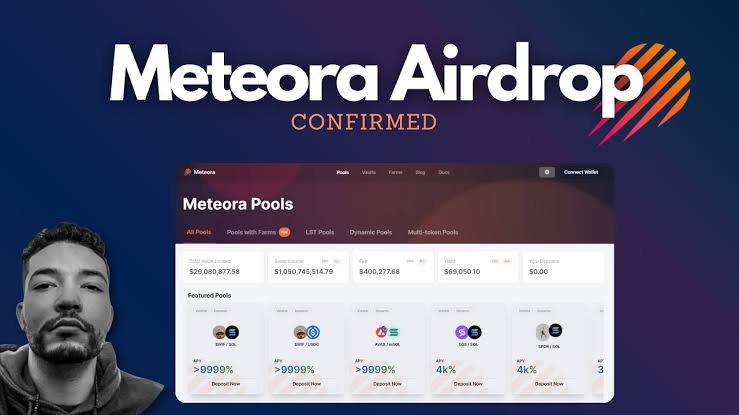 Meteora Airdrop
CONFIRMED
Meteora
Pools Vaults Farms Blog Docs
Connect Wallet
Meteora Pools
All Pools Pools with Farms LST Pools Dynamic Pools Multi-token Pools
Total Value Locked Swap Volume Fee Yield Your Deposits
$29,080,877.58 $1,090,745,514.79 $400,277.68 $69,050.10 $0.00
Featured Pools
$WIF / SOL $WIF / USDC AVAX / mSOL SOS / SOL
APY APY APY APY APY
>9999% >9999% >9999% 4k% 4k% 3
Deposit Now Deposit Now Deposit Now Deposit Now Deposit Now